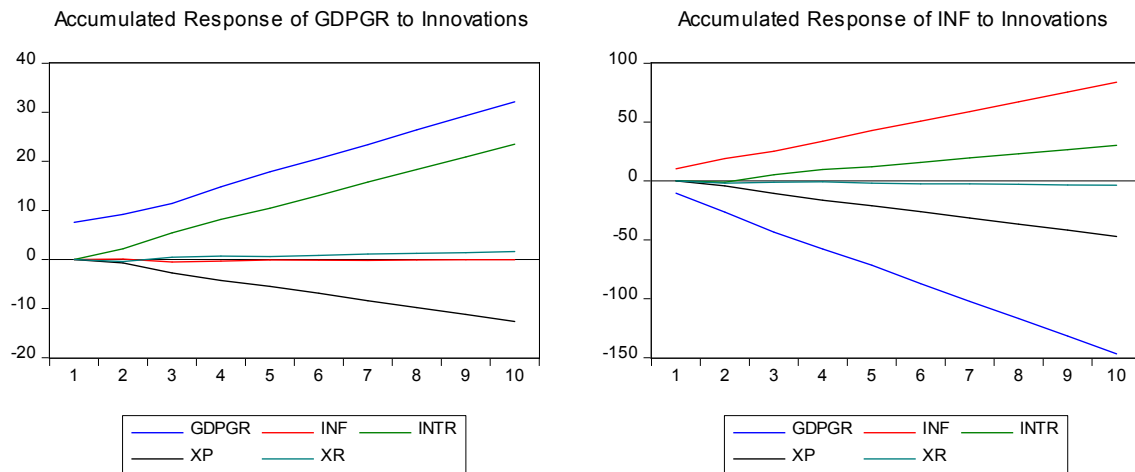 Accumulated Response of GDPGR to Innovations
40
30
20
10
0
-10
-20
1 2 3 4 5 6 7 8 9 10
GDPGR INF INTR
XP XR
Accumulated Response of INF to Innovations
100
50
0
-50
-100
-150
1 2 3 4 5 6 7 8 9 10
GDPGR INF INTR
XP XR